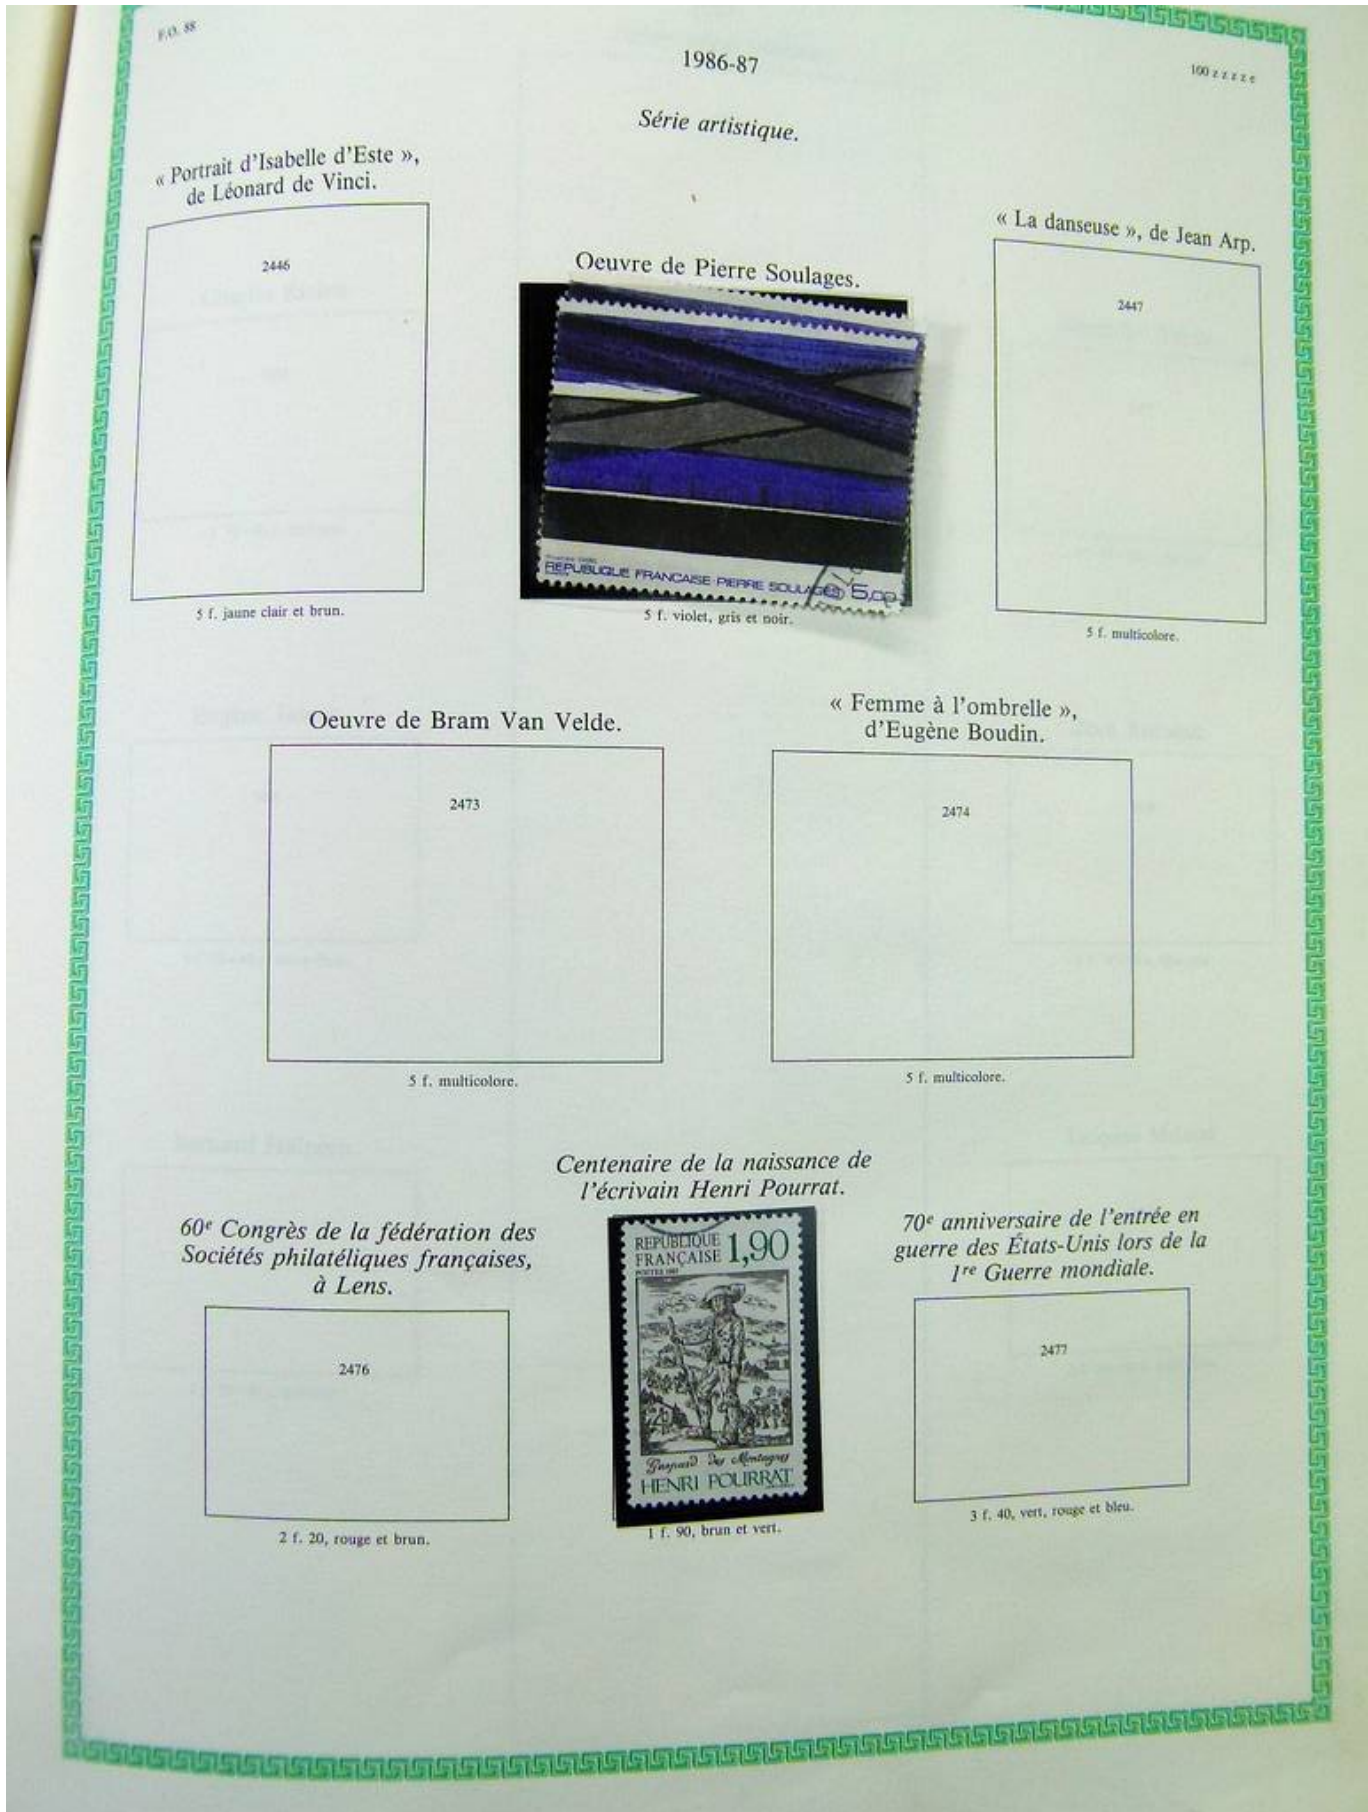 F.O. 88
1986-87
100 z z z z e
Série artistique.
« Portrait d'Isabelle d'Este »,
de Léonard de Vinci.
2446
5 f. jaune clair et brun.
Oeuvre de Pierre Soulages.
REPUBLIQUE FRANCAISE PIERRE SOULAGES 5,00
5 f. violet, gris et noir.
« La danseuse », de Jean Arp.
2447
5 f. multicolore.
Oeuvre de Bram Van Velde.
2473
5 f. multicolore.
« Femme à l'ombrelle »,
d'Eugène Boudin.
2474
5 f. multicolore.
60e Congrès de la fédération des
Sociétés philatéliques françaises,
à Lens.
2476
2 f. 20, rouge et brun.
Centenaire de la naissance de
l'écrivain Henri Pourrat.
REPUBLIQUE
FRANÇAISE 1,90
POSTES 1987
Gaspard des Montagnes
HENRI POURRAT
1 f. 90, brun et vert.
70e anniversaire de l'entrée en
guerre des États-Unis lors de la
1re Guerre mondiale.
2477
3 f. 40, vert, rouge et bleu.